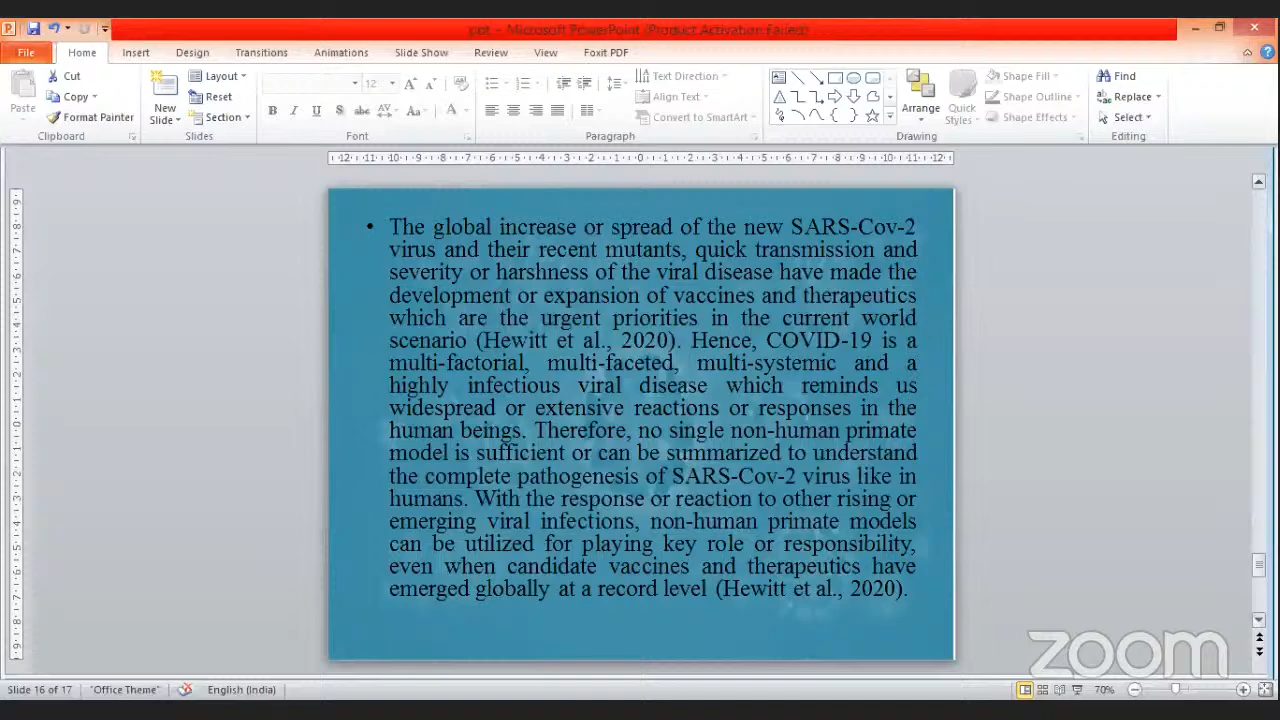 ppt - Microsoft PowerPoint (Product Activation Failed)
File Home Insert Design Transitions Animations Slide Show Review View Foxit PDF
Cut Layout 12 Text Direction Shape Fill Find
Copy Reset Align Text Shape Outline Replace
Paste Format Painter New Slide Section Convert to SmartArt Arrange Quick Styles Shape Effects Select
Clipboard Slides Font Paragraph Drawing Editing
• The global increase or spread of the new SARS-Cov-2
virus and their recent mutants, quick transmission and
severity or harshness of the viral disease have made the
development or expansion of vaccines and therapeutics
which are the urgent priorities in the current world
scenario (Hewitt et al., 2020). Hence, COVID-19 is a
multi-factorial, multi-faceted, multi-systemic and a
highly infectious viral disease which reminds us
widespread or extensive reactions or responses in the
human beings. Therefore, no single non-human primate
model is sufficient or can be summarized to understand
the complete pathogenesis of SARS-Cov-2 virus like in
humans. With the response or reaction to other rising or
emerging viral infections, non-human primate models
can be utilized for playing key role or responsibility,
even when candidate vaccines and therapeutics have
emerged globally at a record level (Hewitt et al., 2020).
zoom
Slide 16 of 17 "Office Theme" English (India) 70%